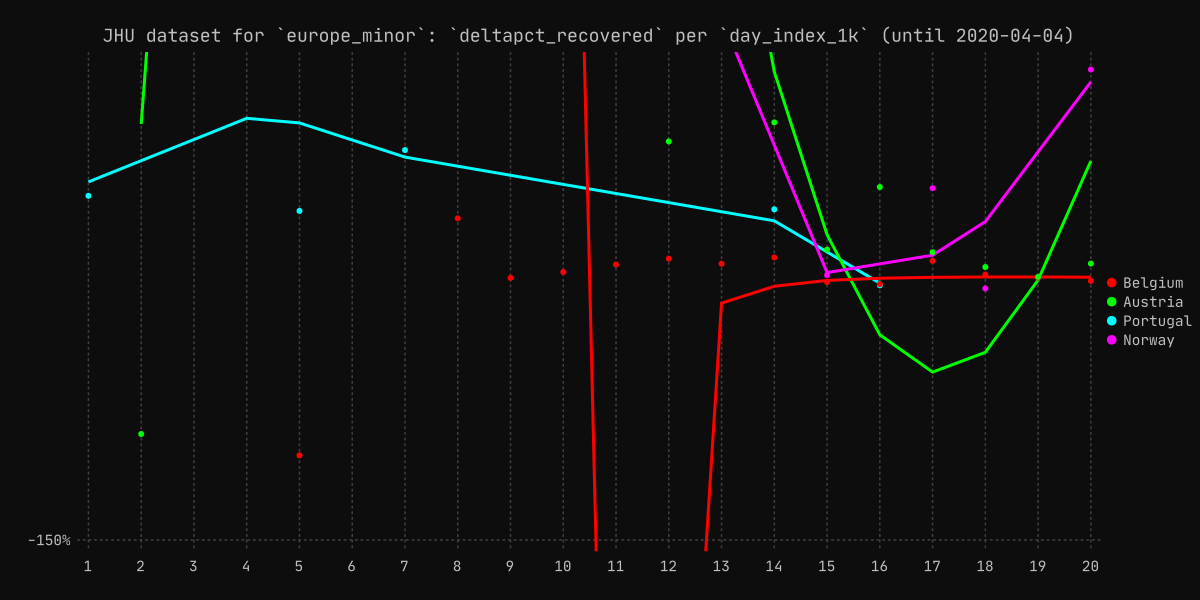 JHU dataset for `europe_minor`: `deltapct_recovered` per `day_index_1k` (until 2020-04-04)
Belgium
Austria
Portugal
Norway
-150%
1 2 3 4 5 6 7 8 9 10 11 12 13 14 15 16 17 18 19 20